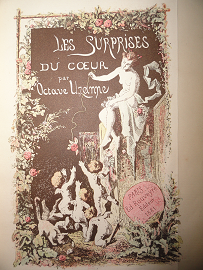 LES SURPRISES
DU CŒUR
par
Octave Uzanne
PARIS